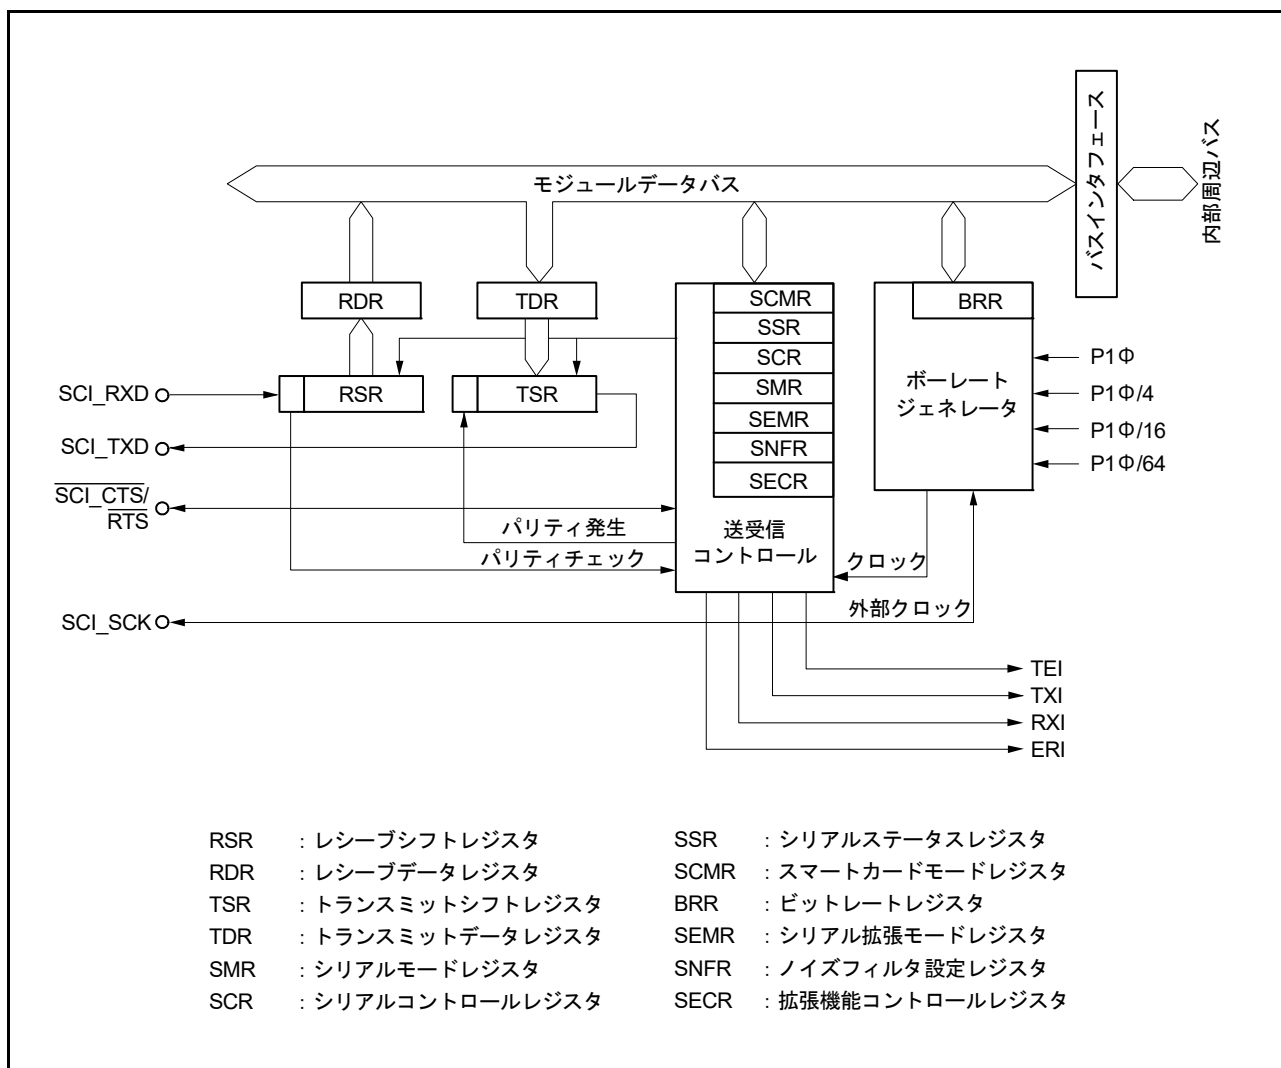 バスインタフェース
内部周辺バス
モジュールデータバス
RDR
TDR
SCMR
BRR
SSR
SCR
SMR
SEMR
SNFR
SECR
P1Φ
P1Φ/4
P1Φ/16
P1Φ/64
ボーレート
ジェネレータ
SCI_RXD
RSR
TSR
SCI_TXD
SCI_CTS/
RTS
パリティ発生
パリティチェック
送受信
コントロール
クロック
外部クロック
SCI_SCK
TEI
TXI
RXI
ERI
RSR : レシーブシフトレジスタ
RDR : レシーブデータレジスタ
TSR : トランスミットシフトレジスタ
TDR : トランスミットデータレジスタ
SMR : シリアルモードレジスタ
SCR : シリアルコントロールレジスタ
SSR : シリアルステータスレジスタ
SCMR : スマートカードモードレジスタ
BRR : ビットレートレジスタ
SEMR : シリアル拡張モードレジスタ
SNFR : ノイズフィルタ設定レジスタ
SECR : 拡張機能コントロールレジスタ